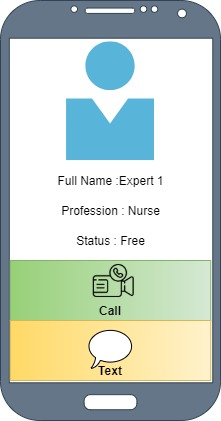 Full Name :Expert 1
Profession : Nurse
Status : Free
Call
Text